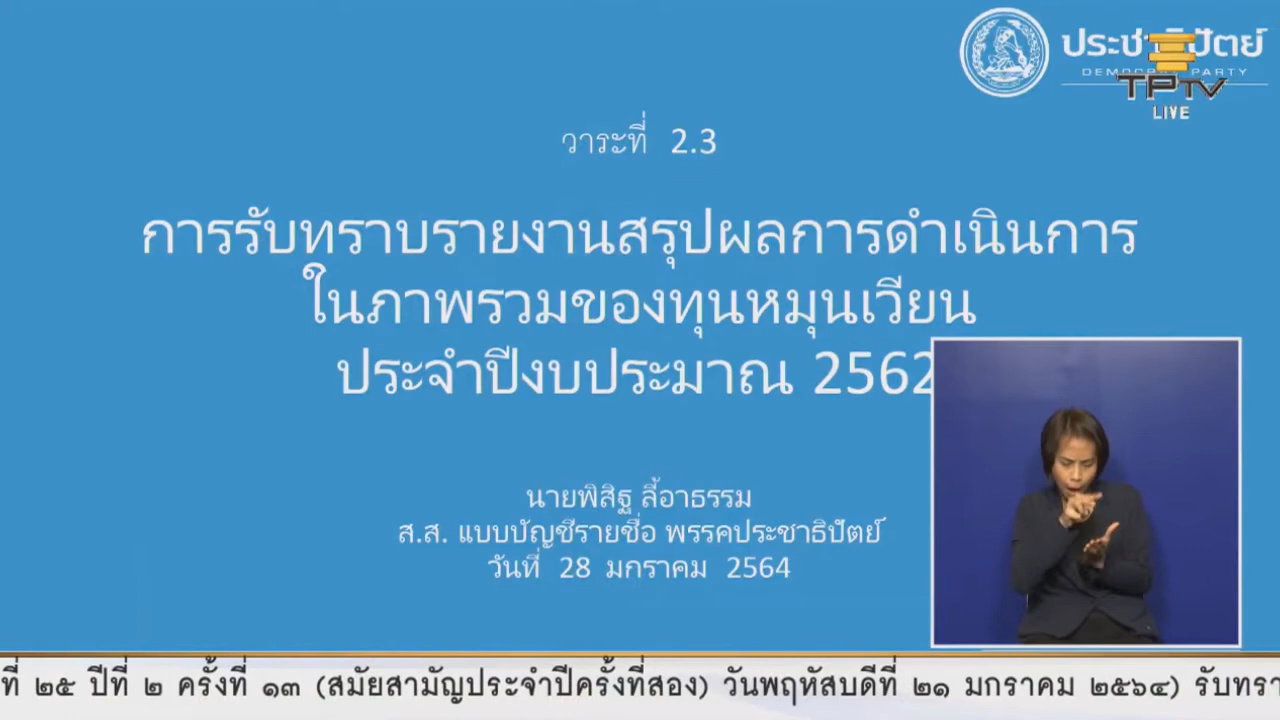 ประชาธิปัตย์
DEMOCRAT PARTY
TPTV
LIVE
วาระที่ 2.3
การรับทราบรายงานสรุปผลการดำเนินการ
ในภาพรวมของทุนหมุนเวียน
ประจำปีงบประมาณ 2562
นายพิสิฐ ลี้อาธรรม
ส.ส. แบบบัญชีรายชื่อ พรรคประชาธิปัตย์
วันที่ 28 มกราคม 2564
ที่ ๒๕ ปีที่ ๒ ครั้งที่ ๑๓ (สมัยสามัญประจำปีครั้งที่สอง) วันพฤหัสบดีที่ ๒๑ มกราคม ๒๕๖๔) รับทรา